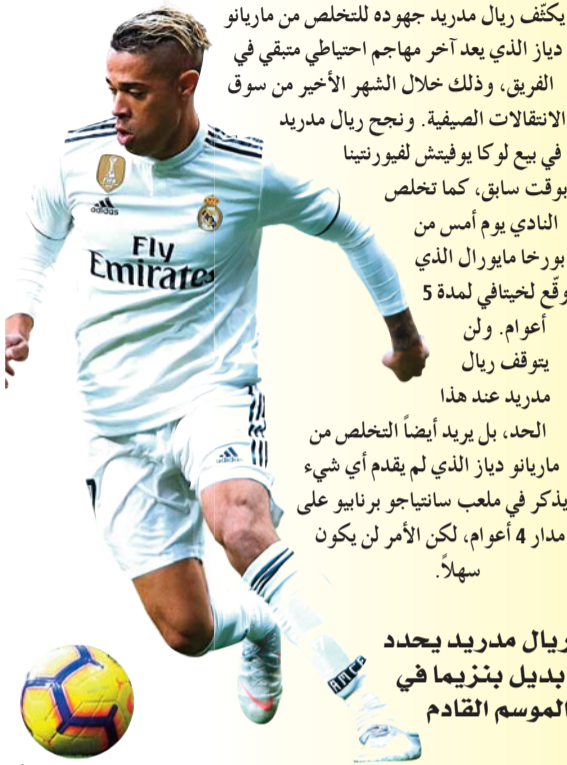 يكثّف ريال مدريد جهوده للتخلص من ماريانو
دياز الذي يعد آخر مهاجم احتياطي متبقي في
الفريق، وذلك خلال الشهر الأخير من سوق
الانتقالات الصيفية. ونجح ريال مدريد
في بيع لوكا يوفيتش لفيورنتينا
بوقت سابق، كما تخلص
النادي يوم أمس من
بورخا مايورال الذي
وقّع لخيتافي لمدة 5
أعوام. ولن
يتوقف ريال
مدريد عند هذا
الحد، بل يريد أيضاً التخلص من
ماريانو دياز الذي لم يقدم أي شيء
يذكر في ملعب سانتياجو برنابيو على
مدار 4 أعوام، لكن الأمر لن يكون
سهلاً.
adidas
Fly
Emirates
adidas
ريال مدريد يحدد
بديل بنزيما في
الموسم القادم